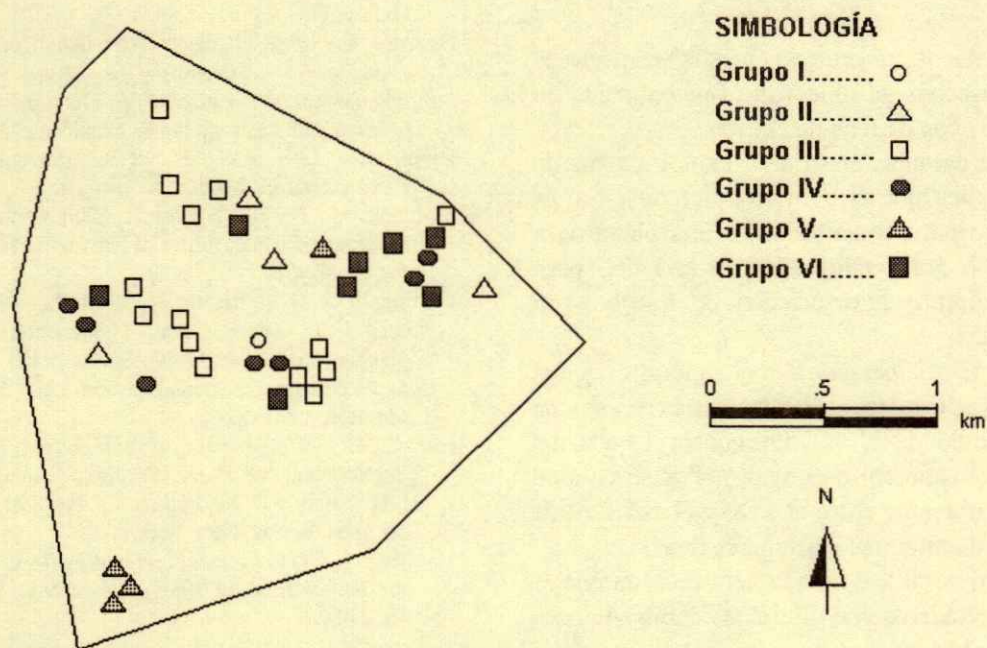 SIMBOLOGÍA
Grupo I.........
Grupo II........
Grupo III.......
Grupo IV.......
Grupo V........
Grupo VI.......
0 .5 1
km
N